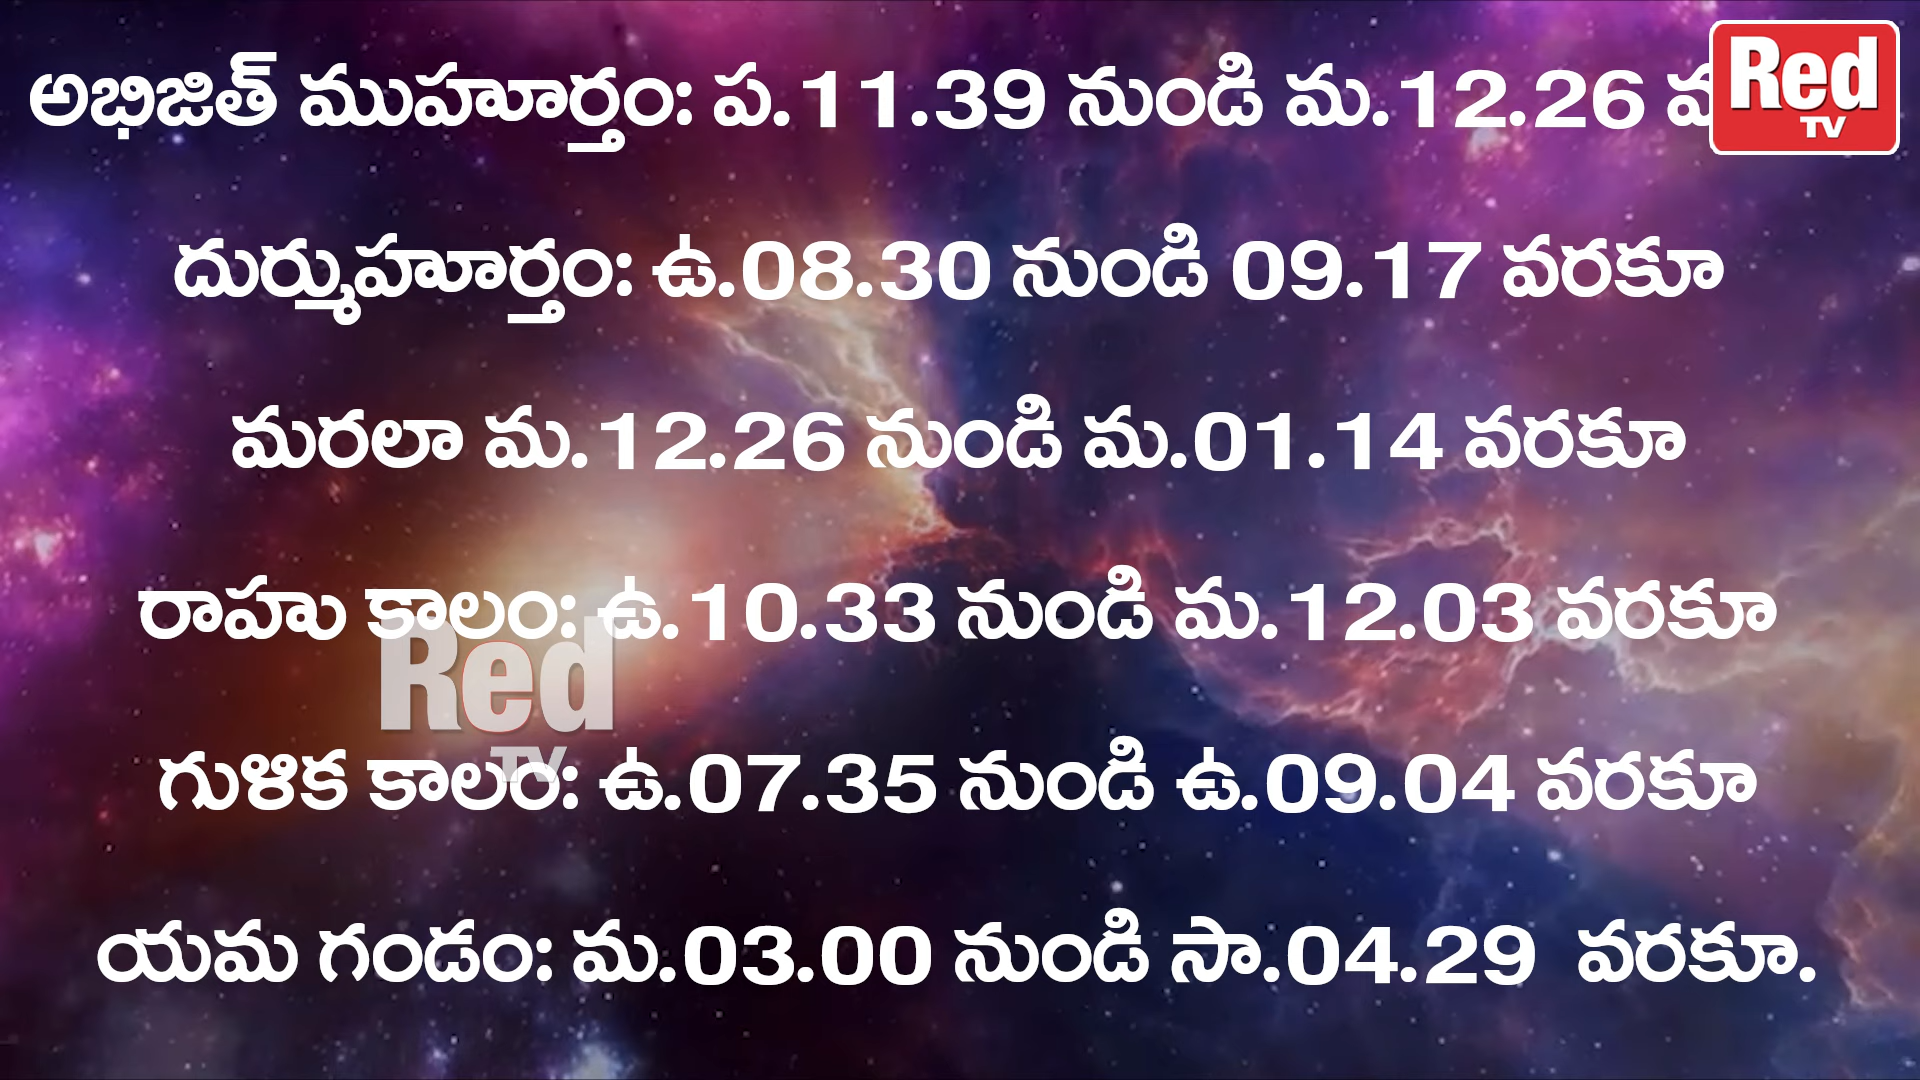 అభిజిత్ ముహూర్తం: ప.11.39 నుండి మ.12.26
Red
TV
దుర్ముహూర్తం: ఉ.08.30 నుండి 09.17 వరకూ
మరలా మ.12.26 నుండి మ.01.14 వరకూ
రాహు కాలం: ఉ.10.33 నుండి మ.12.03 వరకూ
Red
TV
గుళిక కాలం: ఉ.07.35 నుండి ఉ.09.04 వరకూ
యమ గండం: మ.03.00 నుండి సా.04.29 వరకూ.